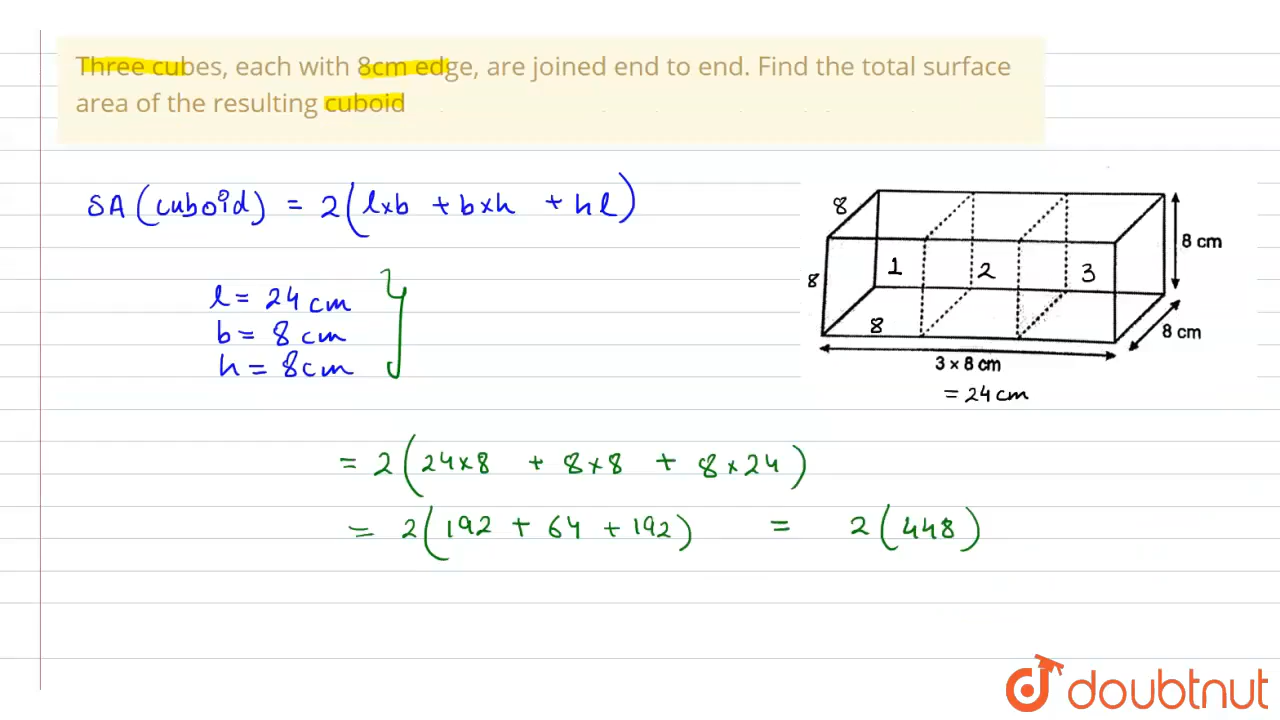 Three cubes, each with 8cm edge, are joined end to end. Find the total surface
area of the resulting cuboid
SA (cuboid) = 2(l×b + b×h + hl)
l = 24 cm
b = 8 cm
h = 8cm
8
8
1
2
3
8
8 cm
8 cm
3 × 8 cm
= 24 cm
= 2(24×8 + 8×8 + 8×24)
= 2(192 + 64 + 192) = 2(448)
doubtnut